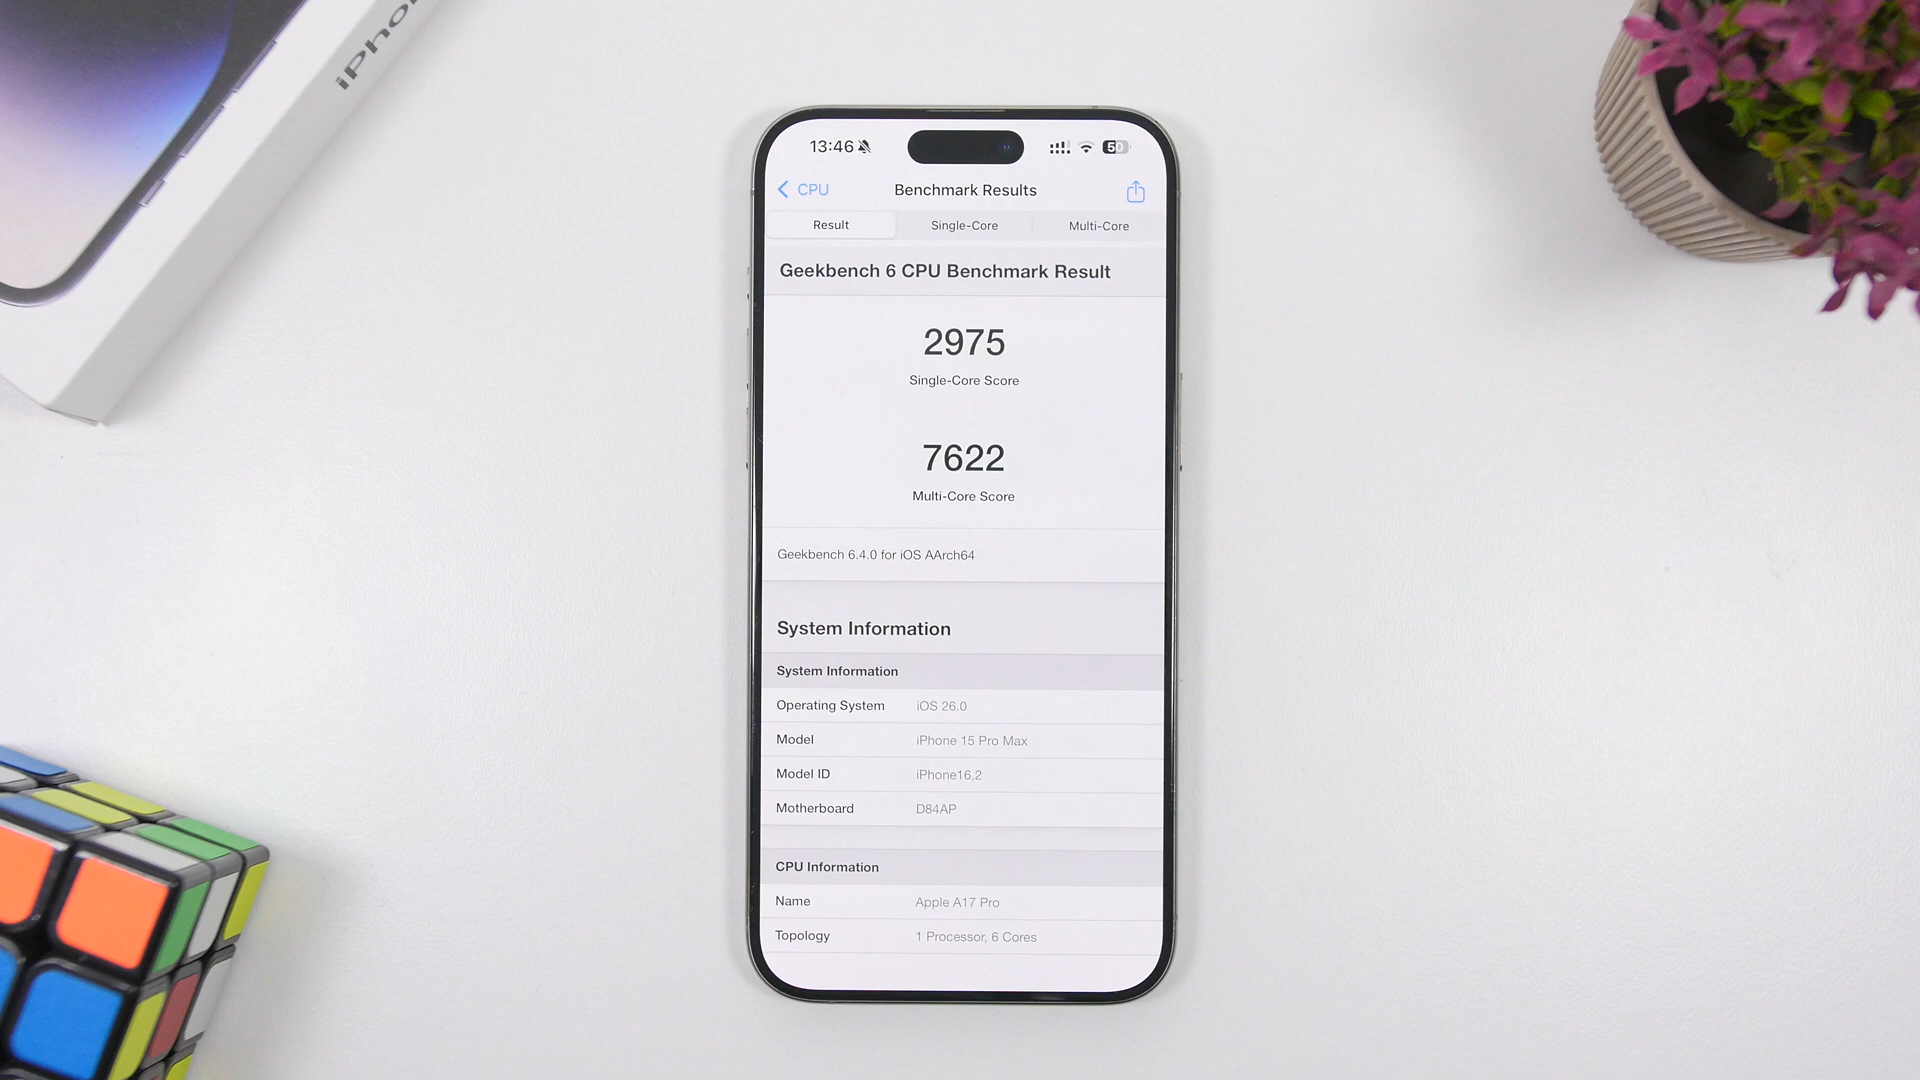 iPhon
13:46
50
CPU Benchmark Results
Result Single-Core Multi-Core
Geekbench 6 CPU Benchmark Result
2975
Single-Core Score
7622
Multi-Core Score
Geekbench 6.4.0 for iOS AArch64
System Information
System Information
Operating System iOS 26.0
Model iPhone 15 Pro Max
Model ID iPhone16,2
Motherboard D84AP
CPU Information
Name Apple A17 Pro
Topology 1 Processor, 6 Cores